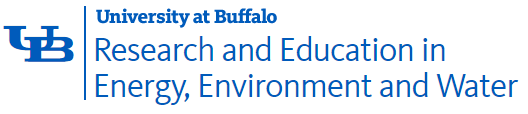 UB
University at Buffalo
Research and Education in
Energy, Environment and Water